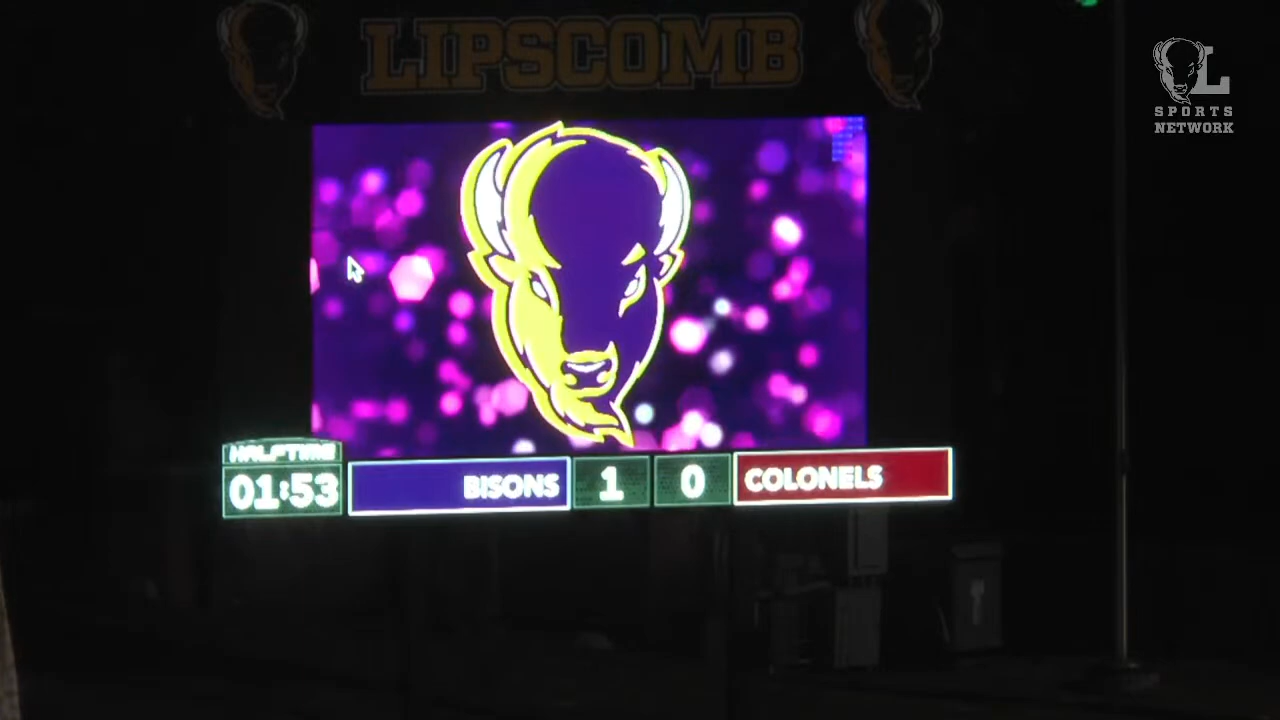 LIPSCOMB
L
SPORTS
NETWORK
HALFTIME
01:53
BISONS
1
0
COLONELS